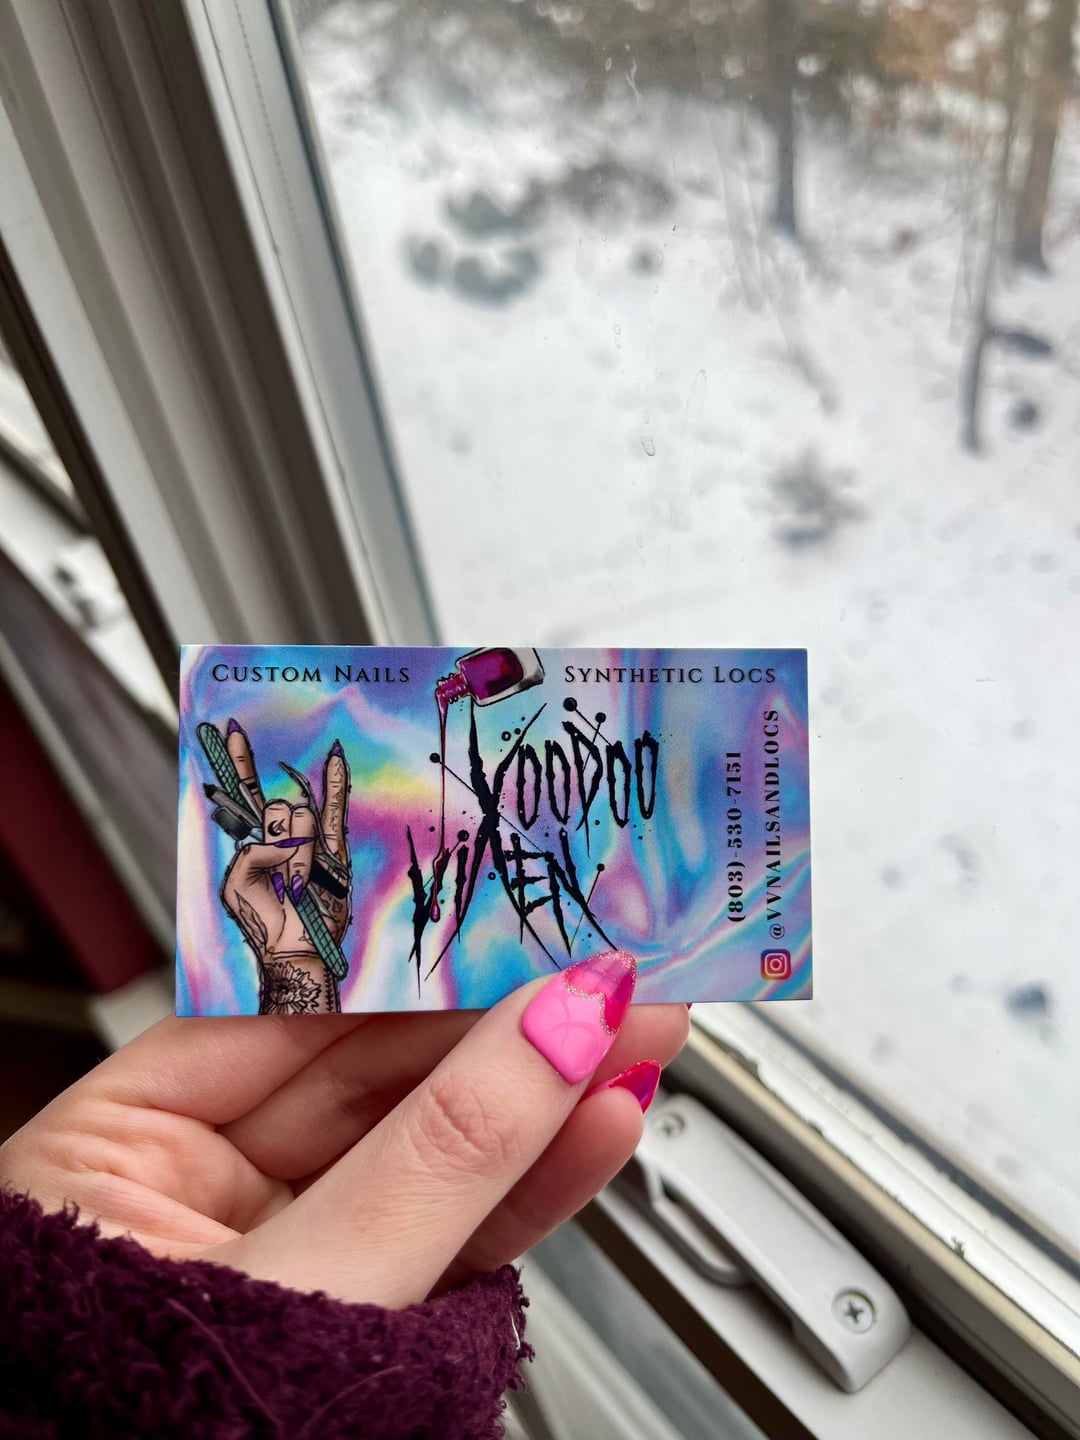 Custom Nails
Synthetic Locs
Voodoo
Vixen
(803)-530-7151
@VVNAILSANDLOCS